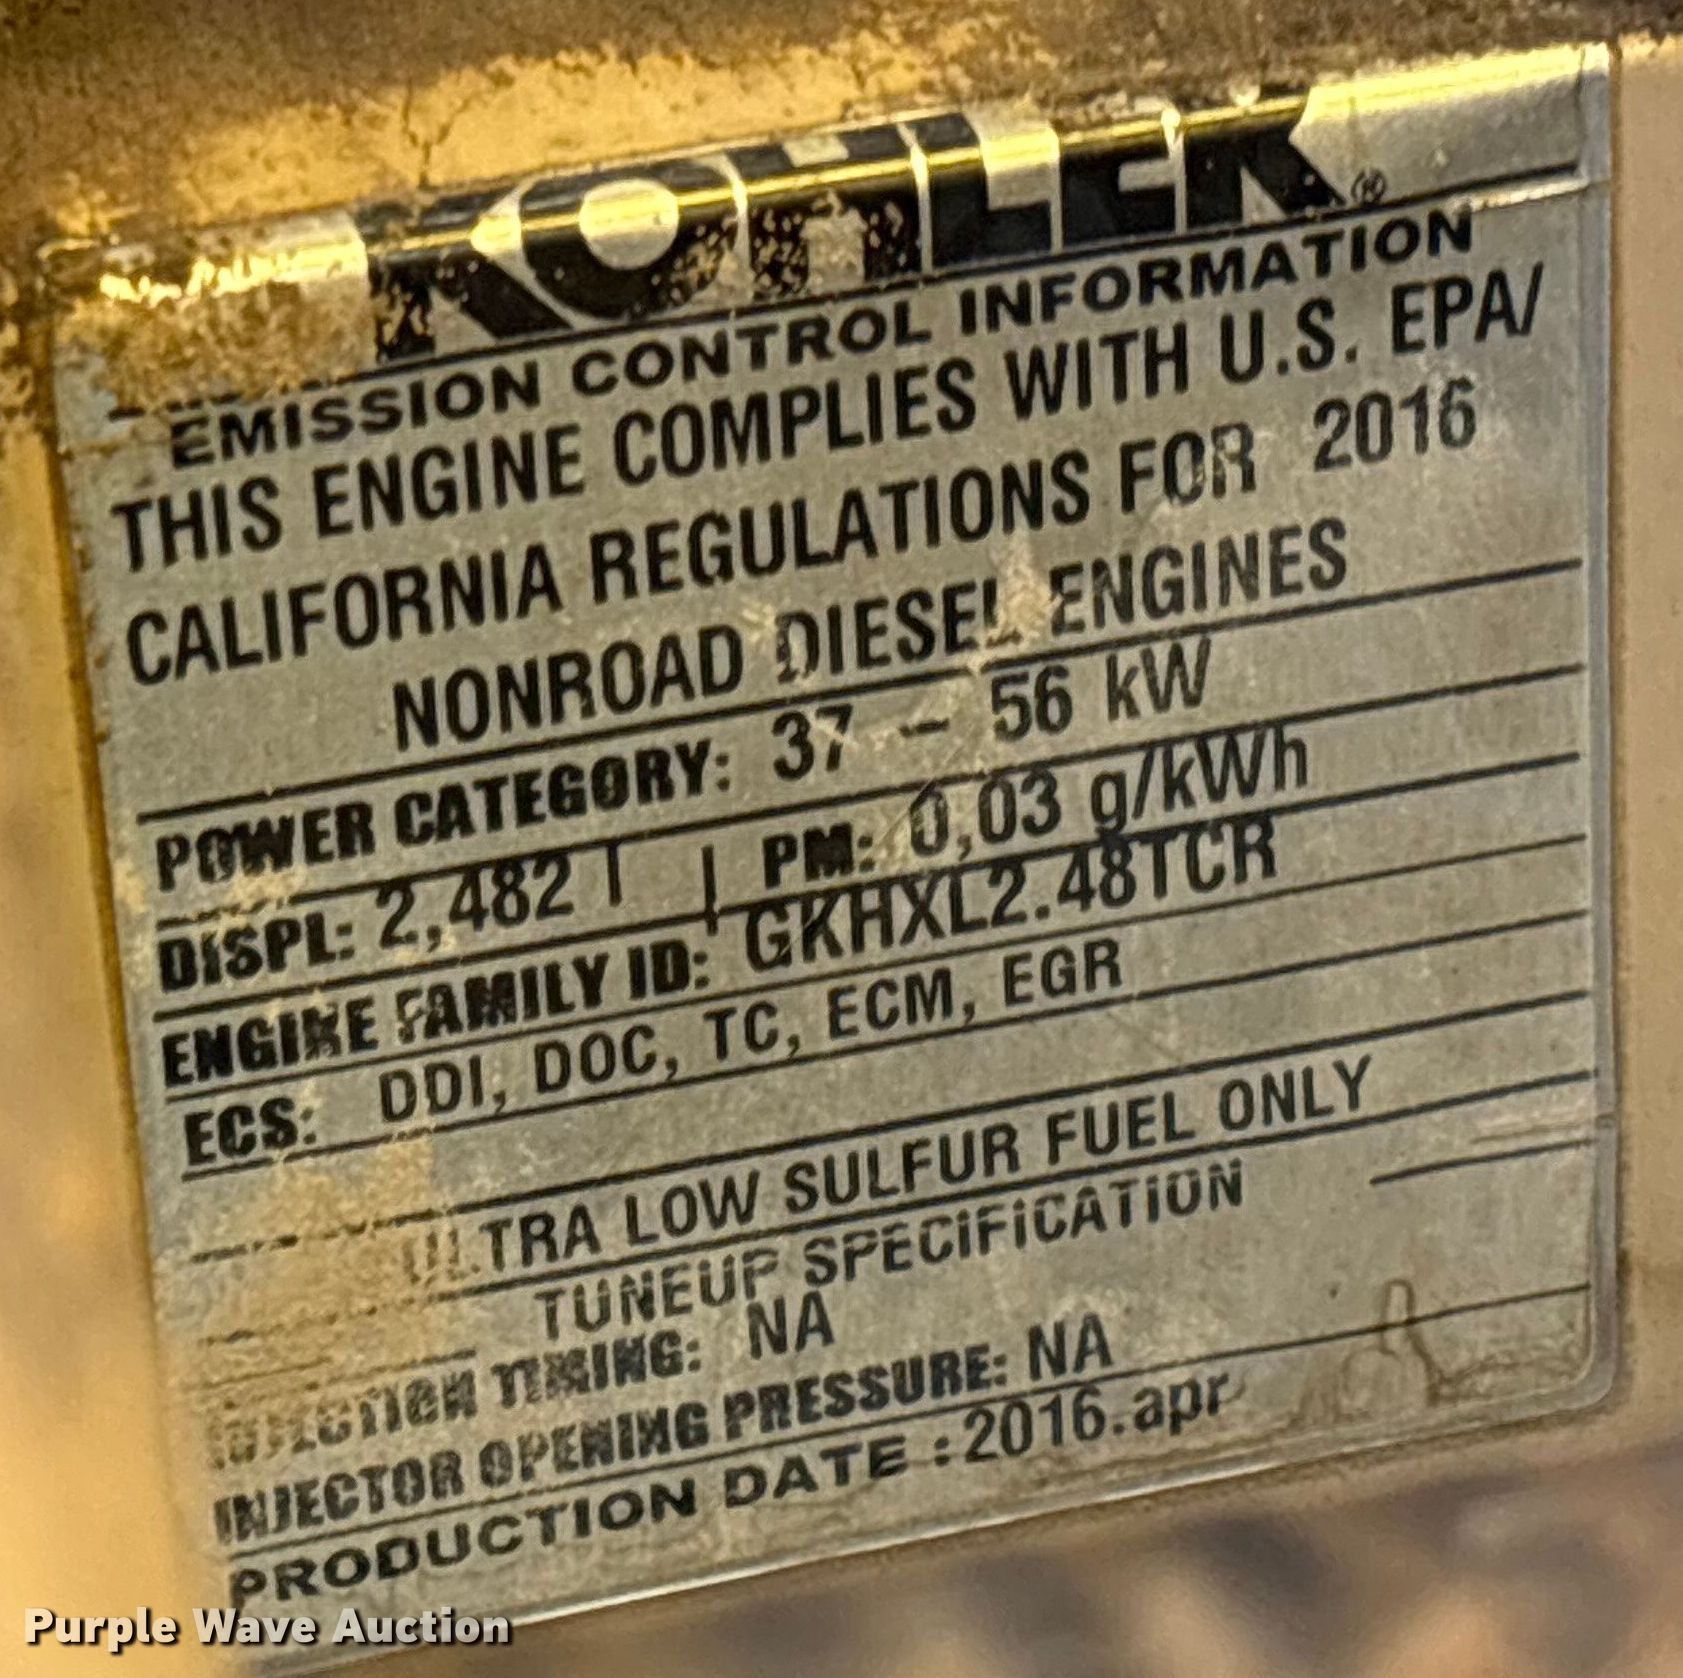 KOHLER®
EMISSION CONTROL INFORMATION
THIS ENGINE COMPLIES WITH U.S. EPA/
CALIFORNIA REGULATIONS FOR 2016
NONROAD DIESEL ENGINES
POWER CATEGORY: 37 – 56 kW
DISPL: 2,482 l | PM: 0,03 g/kWh
ENGINE FAMILY ID: GKHXL2.48TCR
ECS: DDI, DOC, TC, ECM, EGR
ULTRA LOW SULFUR FUEL ONLY
TUNEUP SPECIFICATION
INJECTION TIMING: NA
INJECTOR OPENING PRESSURE: NA
PRODUCTION DATE :2016.apr
Purple Wave Auction